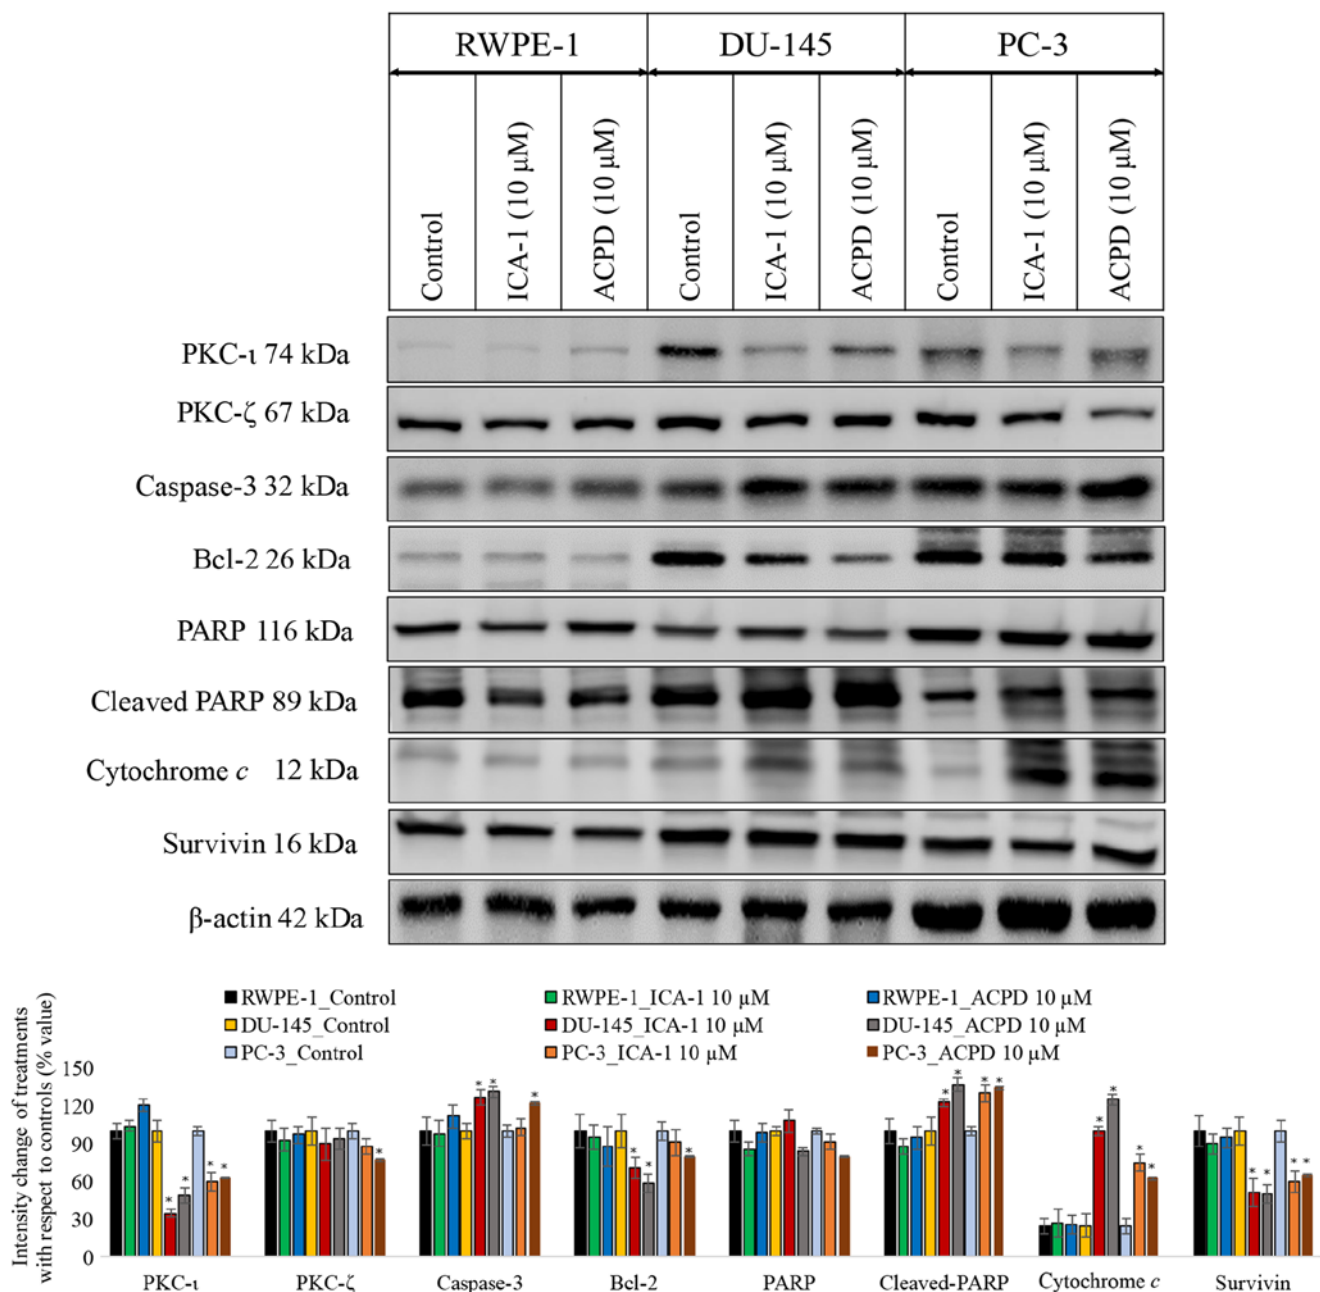 RWPE-1 DU-145 PC-3
Control ICA-1 (10 μM) ACPD (10 μM) Control ICA-1 (10 μM) ACPD (10 μM) Control ICA-1 (10 μM) ACPD (10 μM)
PKC-ι 74 kDa
PKC-ζ 67 kDa
Caspase-3 32 kDa
Bcl-2 26 kDa
PARP 116 kDa
Cleaved PARP 89 kDa
Cytochrome c 12 kDa
Survivin 16 kDa
β-actin 42 kDa
RWPE-1_Control RWPE-1_ICA-1 10 μM RWPE-1_ACPD 10 μM
DU-145_Control DU-145_ICA-1 10 μM DU-145_ACPD 10 μM
PC-3_Control PC-3_ICA-1 10 μM PC-3_ACPD 10 μM
Intensity change of treatments
with respect to controls (% value)
150
120
90
60
30
0
* * * * * * * * * * * * * * * * * * * * * * * *
PKC-ι PKC-ζ Caspase-3 Bcl-2 PARP Cleaved-PARP Cytochrome c Survivin